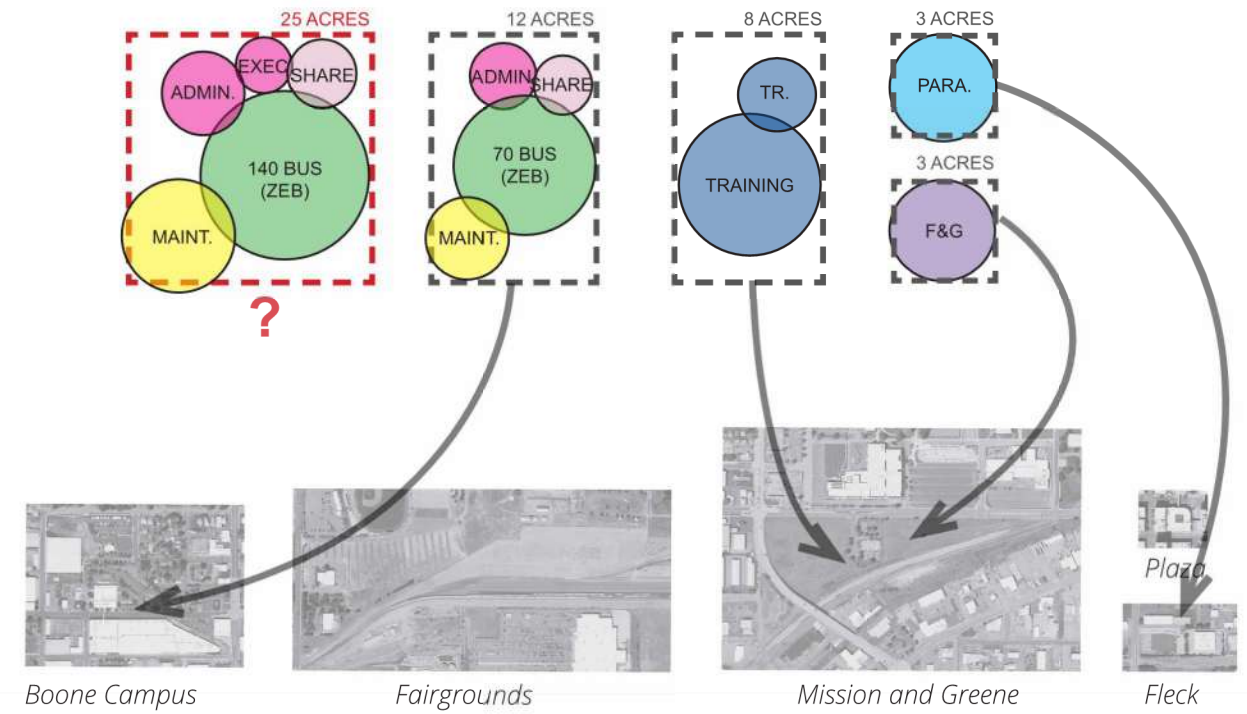 25 ACRES
12 ACRES
8 ACRES
3 ACRES
ADMIN.
EXEC
SHARE
140 BUS
(ZEB)
MAINT.
?
ADMIN.
SHARE
70 BUS
(ZEB)
MAINT.
TR.
TRAINING
PARA.
3 ACRES
F&G
Plaza
Boone Campus
Fairgrounds
Mission and Greene
Fleck